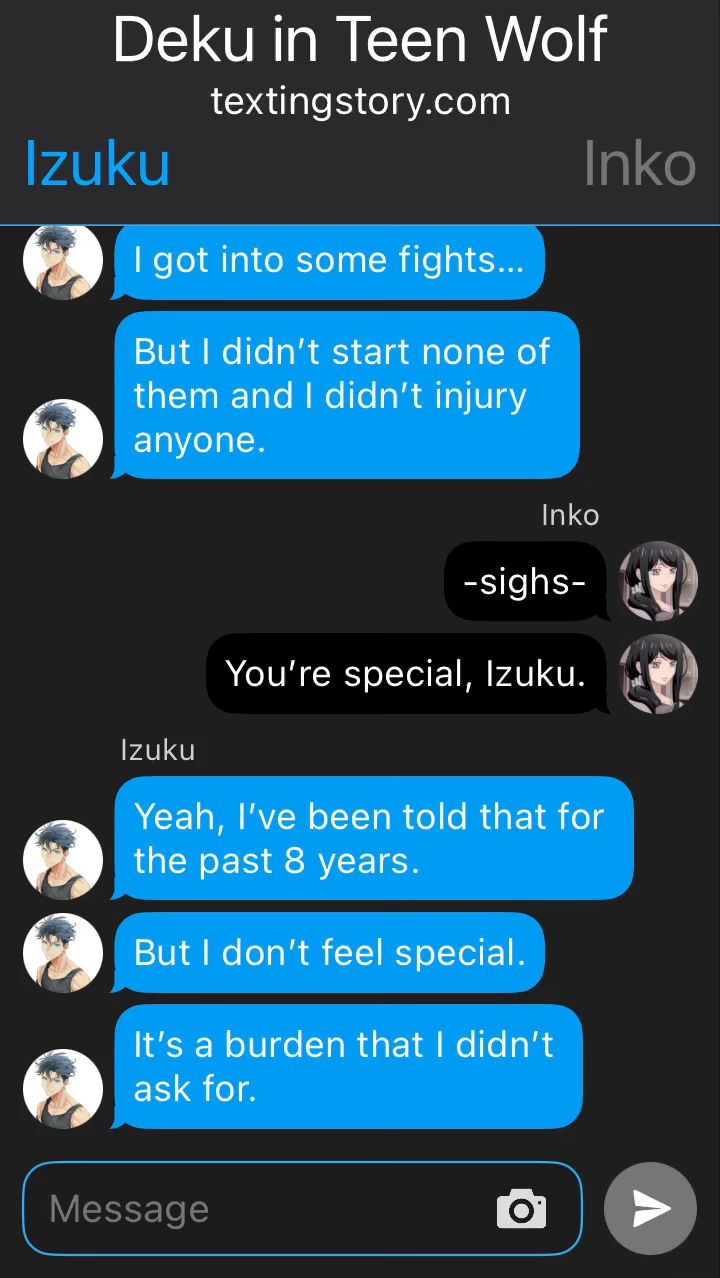 Deku in Teen Wolf
textingstory.com
Izuku
Inko
I got into some fights...
But I didn’t start none of
them and I didn’t injury
anyone.
Inko
-sighs-
You’re special, Izuku.
Izuku
Yeah, I’ve been told that for
the past 8 years.
But I don’t feel special.
It’s a burden that I didn’t
ask for.
Message